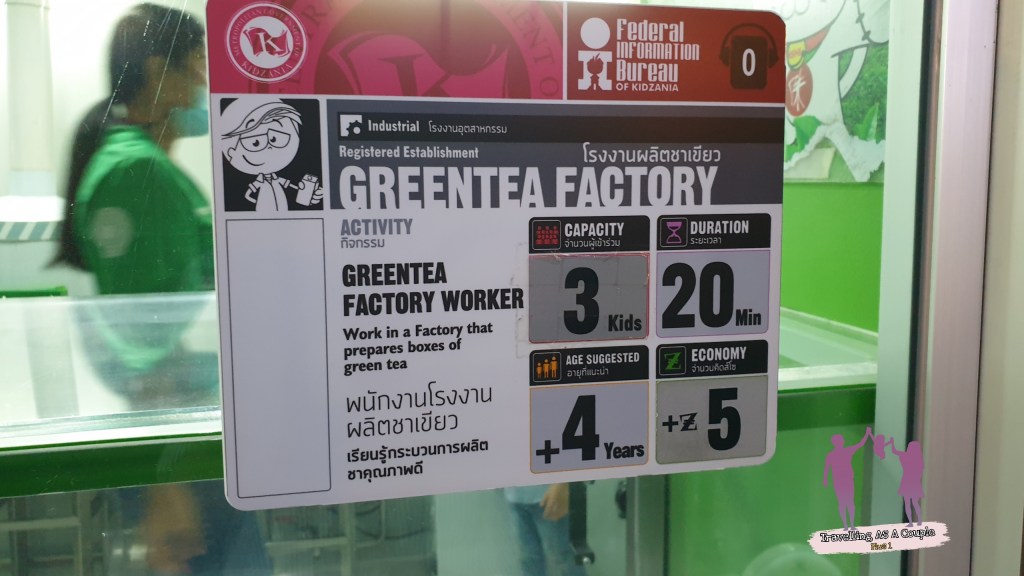 KIDZANIA
Federal
INFORMATION
Bureau
OF KIDZANIA
0
Industrial โรงงานอุตสาหกรรม
Registered Establishment
โรงงานผลิตชาเขียว
GREENTEA FACTORY
ACTIVITY
กิจกรรม
GREENTEA
FACTORY WORKER
Work in a Factory that
prepares boxes of
green tea
พนักงานโรงงาน
ผลิตชาเขียว
เรียนรู้กระบวนการผลิต
ชาคุณภาพดี
CAPACITY
จำนวนผู้เข้าร่วม
3 Kids
DURATION
ระยะเวลา
20 Min
AGE SUGGESTED
อายุที่แนะนำ
+4 Years
ECONOMY
จำนวนคิดส์โซ
+Z 5
Travelling As A Couple
Plus 1